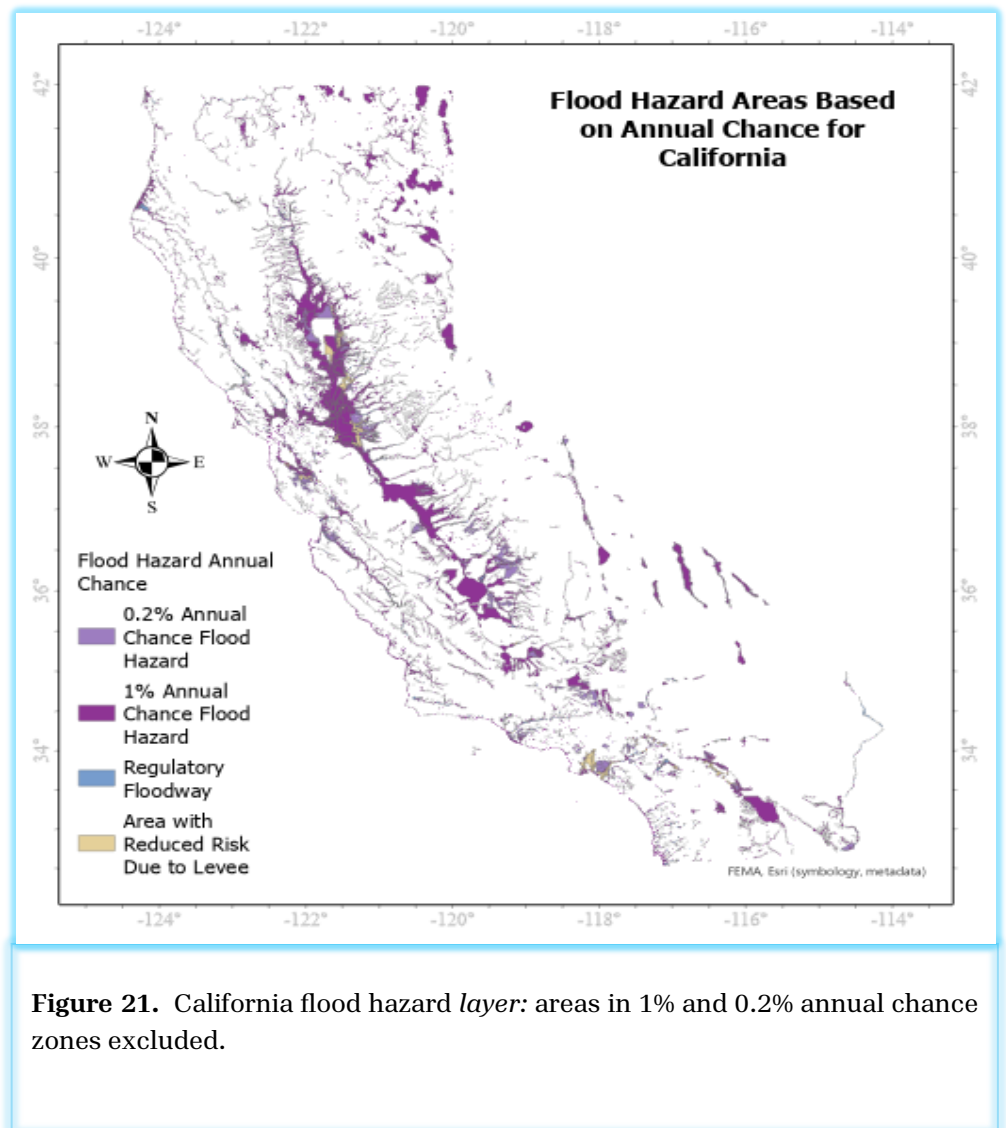 -124° -122° -120° -118° -116° -114°
42° 42°
Flood Hazard Areas Based
on Annual Chance for
California
40° 40°
38° 38°
N
W E
S
Flood Hazard Annual
Chance
36° 36°
0.2% Annual
Chance Flood
Hazard
1% Annual
Chance Flood
Hazard
34° 34°
Regulatory
Floodway
Area with
Reduced Risk
Due to Levee
FEMA, Esri (symbology, metadata)
-124° -122° -120° -118° -116° -114°
Figure 21. California flood hazard layer: areas in 1% and 0.2% annual chance
zones excluded.